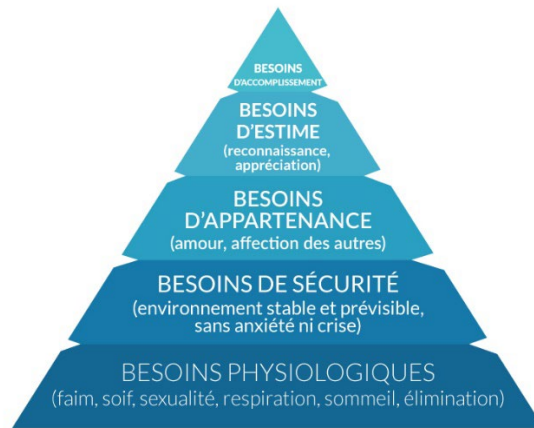 BESOINS
D'ACCOMPLISSEMENT
BESOINS
D'ESTIME
(reconnaissance,
appréciation)
BESOINS
D'APPARTENANCE
(amour, affection des autres)
BESOINS DE SÉCURITÉ
(environnement stable et prévisible,
sans anxiété ni crise)
BESOINS PHYSIOLOGIQUES
(faim, soif, sexualité, respiration, sommeil, élimination)